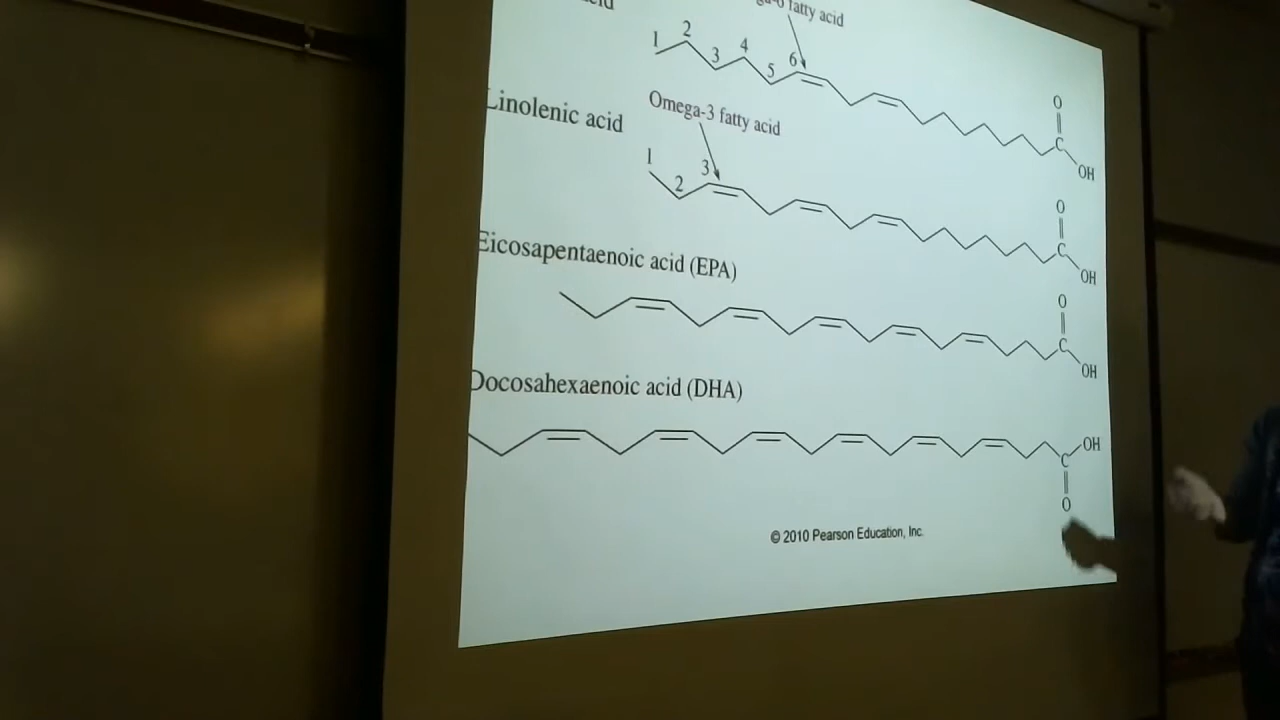 fatty acid
1 2 3 4 5 6
O
C
OH
Linolenic acid
Omega-3 fatty acid
1 2 3
O
C
OH
Eicosapentaenoic acid (EPA)
O
C
OH
Docosahexaenoic acid (DHA)
OH
C
O
© 2010 Pearson Education, Inc.